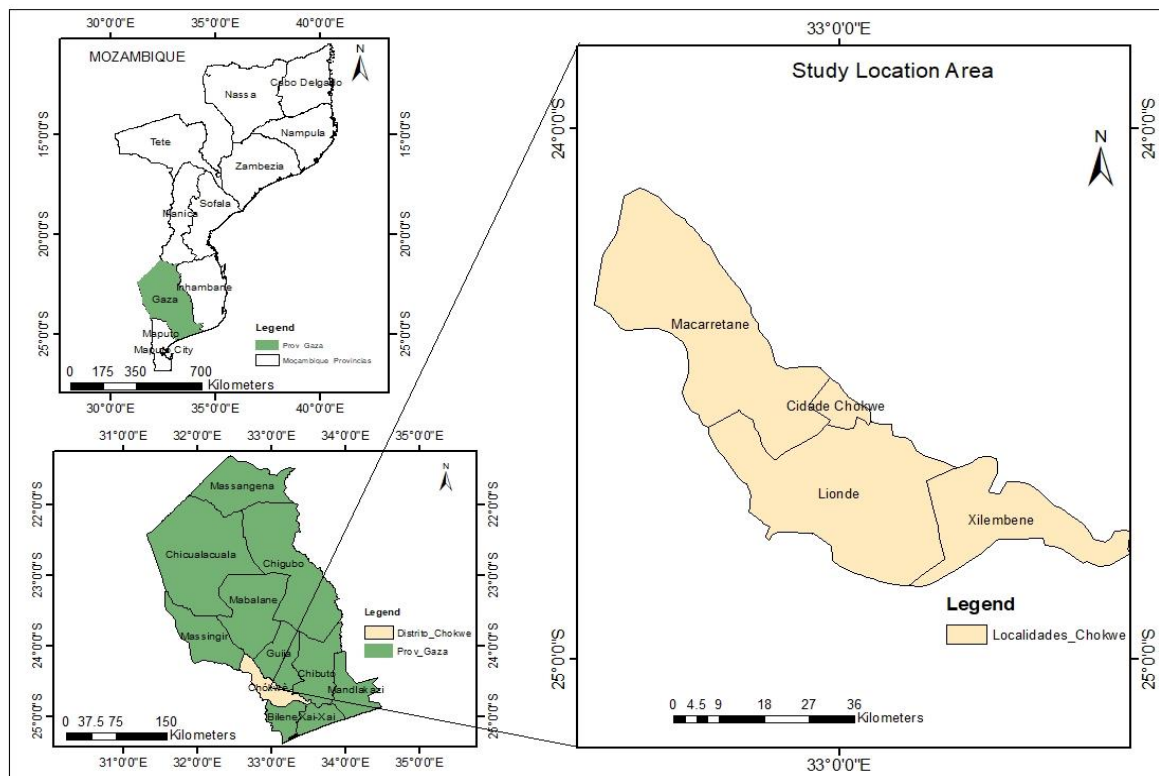 30°0'0"E 35°0'0"E 40°0'0"E
MOZAMBIQUE
N
Cabo Delgado
Nassa
Nampula
Tete
Zambezia
Sofala
Manica
Inhambane
Gaza
Maputo
Maputo City
Legend
Prov_Gaza
Moçambique_Provincias
0 175 350 700
Kilometers
15°0'0"S
20°0'0"S
25°0'0"S
15°0'0"S
20°0'0"S
25°0'0"S
30°0'0"E 35°0'0"E 40°0'0"E
31°0'0"E 32°0'0"E 33°0'0"E 34°0'0"E 35°0'0"E
N
Massangena
Chicualacuala
Chigubo
Mabalane
Massingir
Guija
Chibuto
Mandlakazi
Chókwè
Bilene
Xai-Xai
Legend
Distrito_Chokwe
Prov_Gaza
0 37.5 75 150
Kilometers
22°0'0"S
23°0'0"S
24°0'0"S
25°0'0"S
22°0'0"S
23°0'0"S
24°0'0"S
25°0'0"S
31°0'0"E 32°0'0"E 33°0'0"E 34°0'0"E 35°0'0"E
33°0'0"E
Study Location Area
N
24°0'0"S
24°0'0"S
Macarretane
Cidade Chokwe
Lionde
Xilembene
Legend
Localidades_Chokwe
25°0'0"S
25°0'0"S
0 4.5 9 18 27 36
Kilometers
33°0'0"E